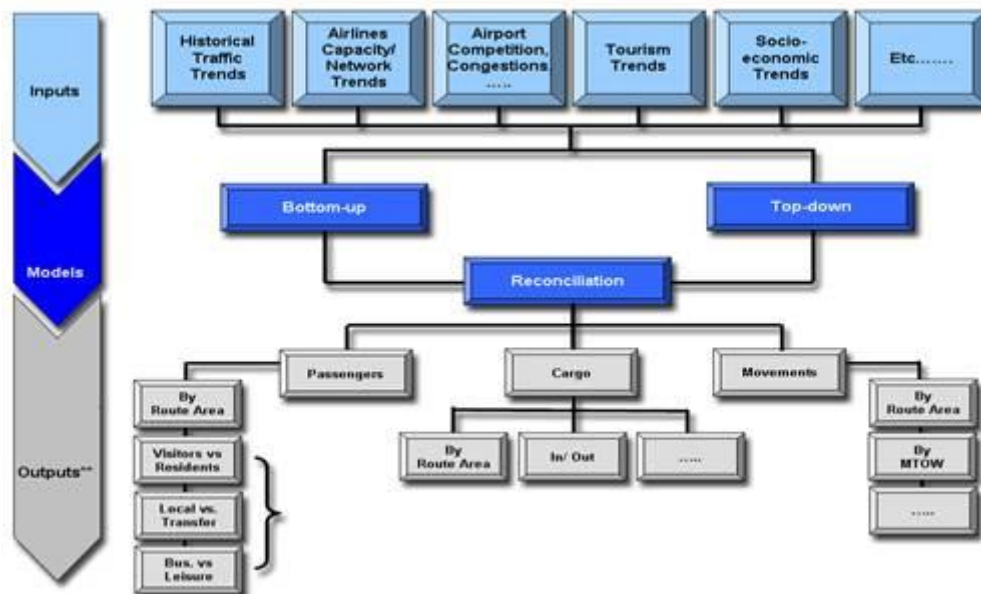 Inputs
Historical
Traffic
Trends
Airlines
Capacity/
Network
Trends
Airport
Competition,
Congestions,
.....
Tourism
Trends
Socio-
economic
Trends
Etc.......
Models
Bottom-up
Top-down
Reconciliation
Outputs**
Passengers
Cargo
Movements
By
Route Area
Visitors vs
Residents
Local vs.
Transfer
Bus. vs
Leisure
By
Route Area
In/ Out
.....
By
Route Area
By
MTOW
.....